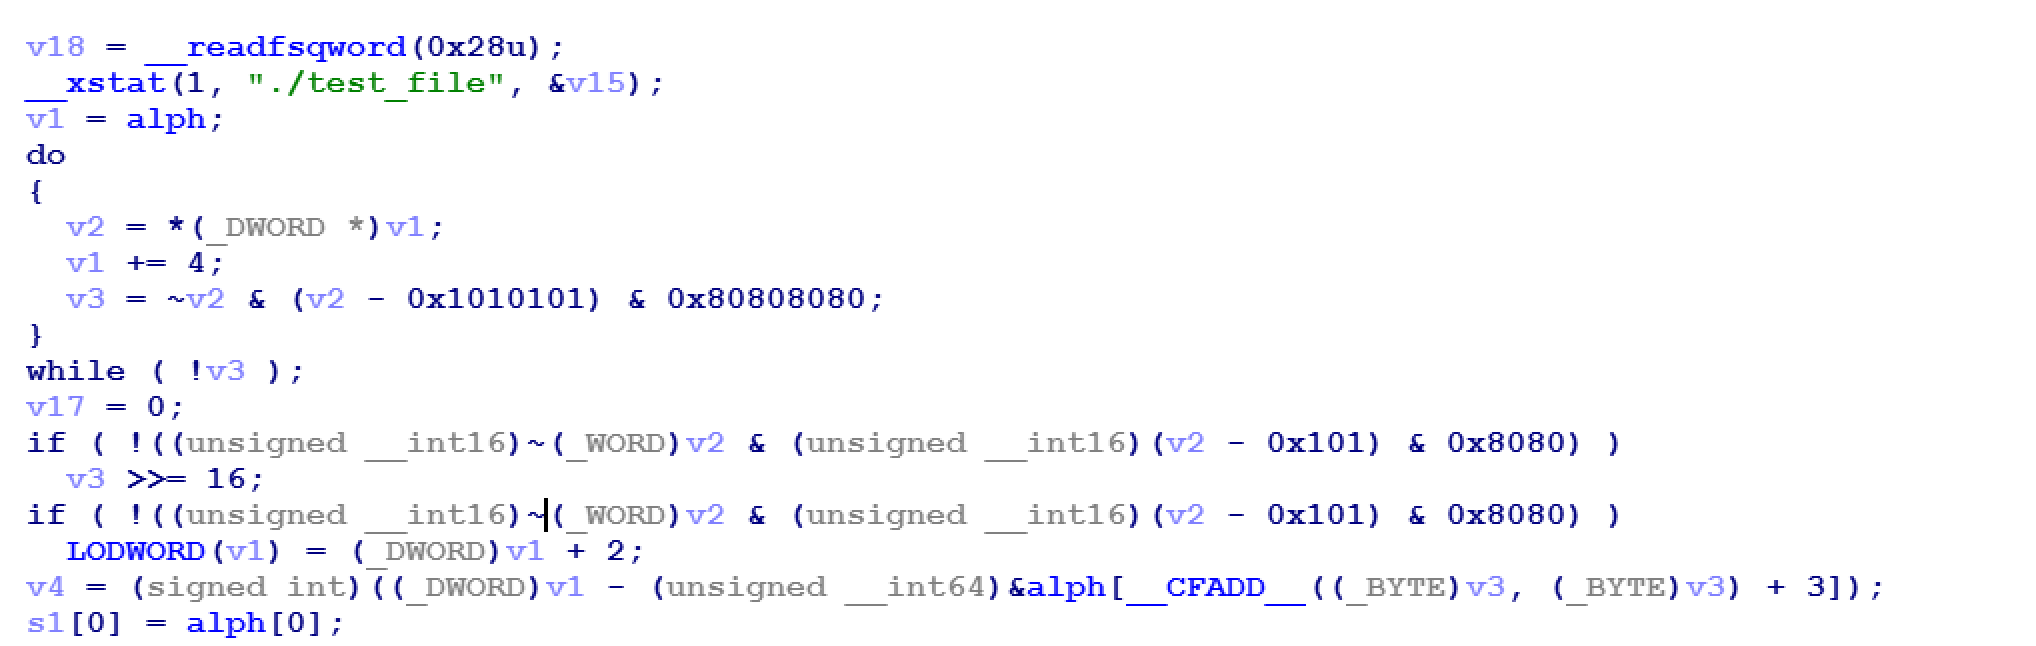 v18 = __readfsqword(0x28u);
__xstat(1, "./test_file", &v15);
v1 = alph;
do
{
  v2 = *(_DWORD *)v1;
  v1 += 4;
  v3 = ~v2 & (v2 - 0x1010101) & 0x80808080;
}
while ( !v3 );
v17 = 0;
if ( !((unsigned __int16)~(_WORD)v2 & (unsigned __int16)(v2 - 0x101) & 0x8080) )
  v3 >>= 16;
if ( !((unsigned __int16)~(_WORD)v2 & (unsigned __int16)(v2 - 0x101) & 0x8080) )
  LODWORD(v1) = (_DWORD)v1 + 2;
v4 = (signed int)((_DWORD)v1 - (unsigned __int64)&alph[__CFADD__((_BYTE)v3, (_BYTE)v3) + 3]);
s1[0] = alph[0];